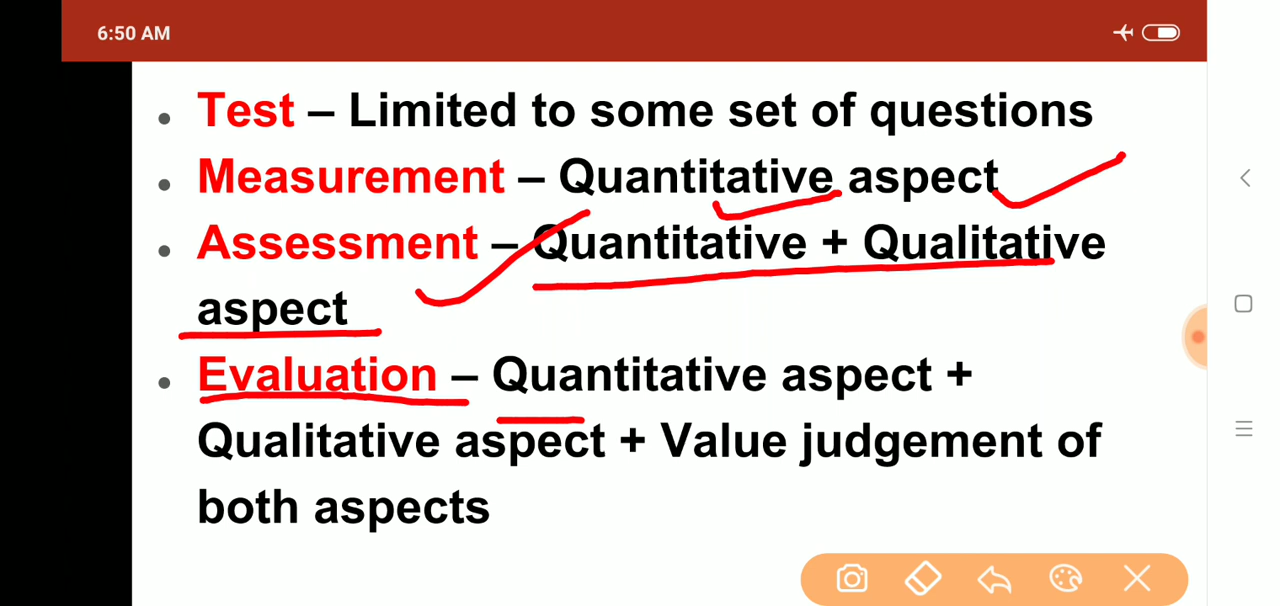 6:50 AM
• Test – Limited to some set of questions
• Measurement – Quantitative aspect
• Assessment – Quantitative + Qualitative
aspect
• Evaluation – Quantitative aspect +
Qualitative aspect + Value judgement of
both aspects